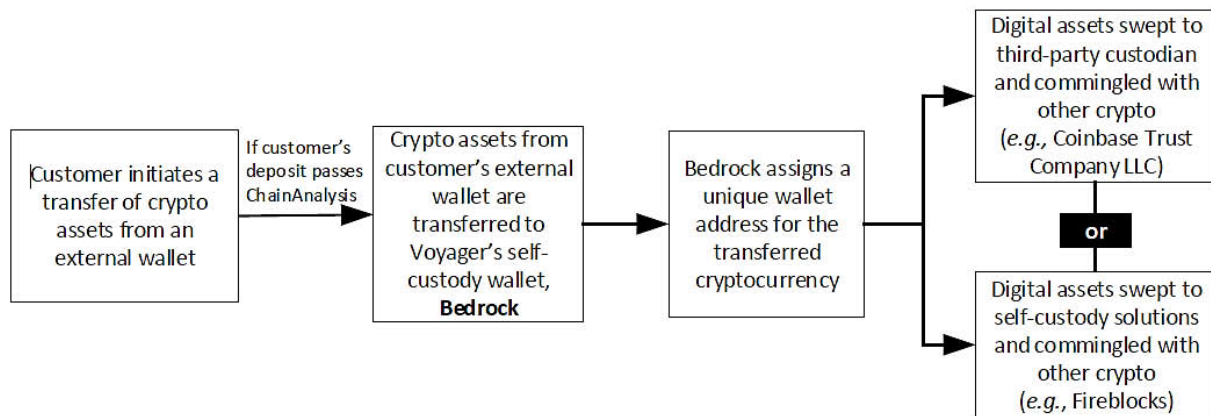 Customer initiates a
transfer of crypto
assets from an
external wallet
If customer's
deposit passes
ChainAnalysis
Crypto assets from
customer's external
wallet are
transferred to
Voyager's self-
custody wallet,
Bedrock
Bedrock assigns a
unique wallet
address for the
transferred
cryptocurrency
Digital assets swept to
third-party custodian
and commingled with
other crypto
(e.g., Coinbase Trust
Company LLC)
or
Digital assets swept to
self-custody solutions
and commingled with
other crypto
(e.g., Fireblocks)